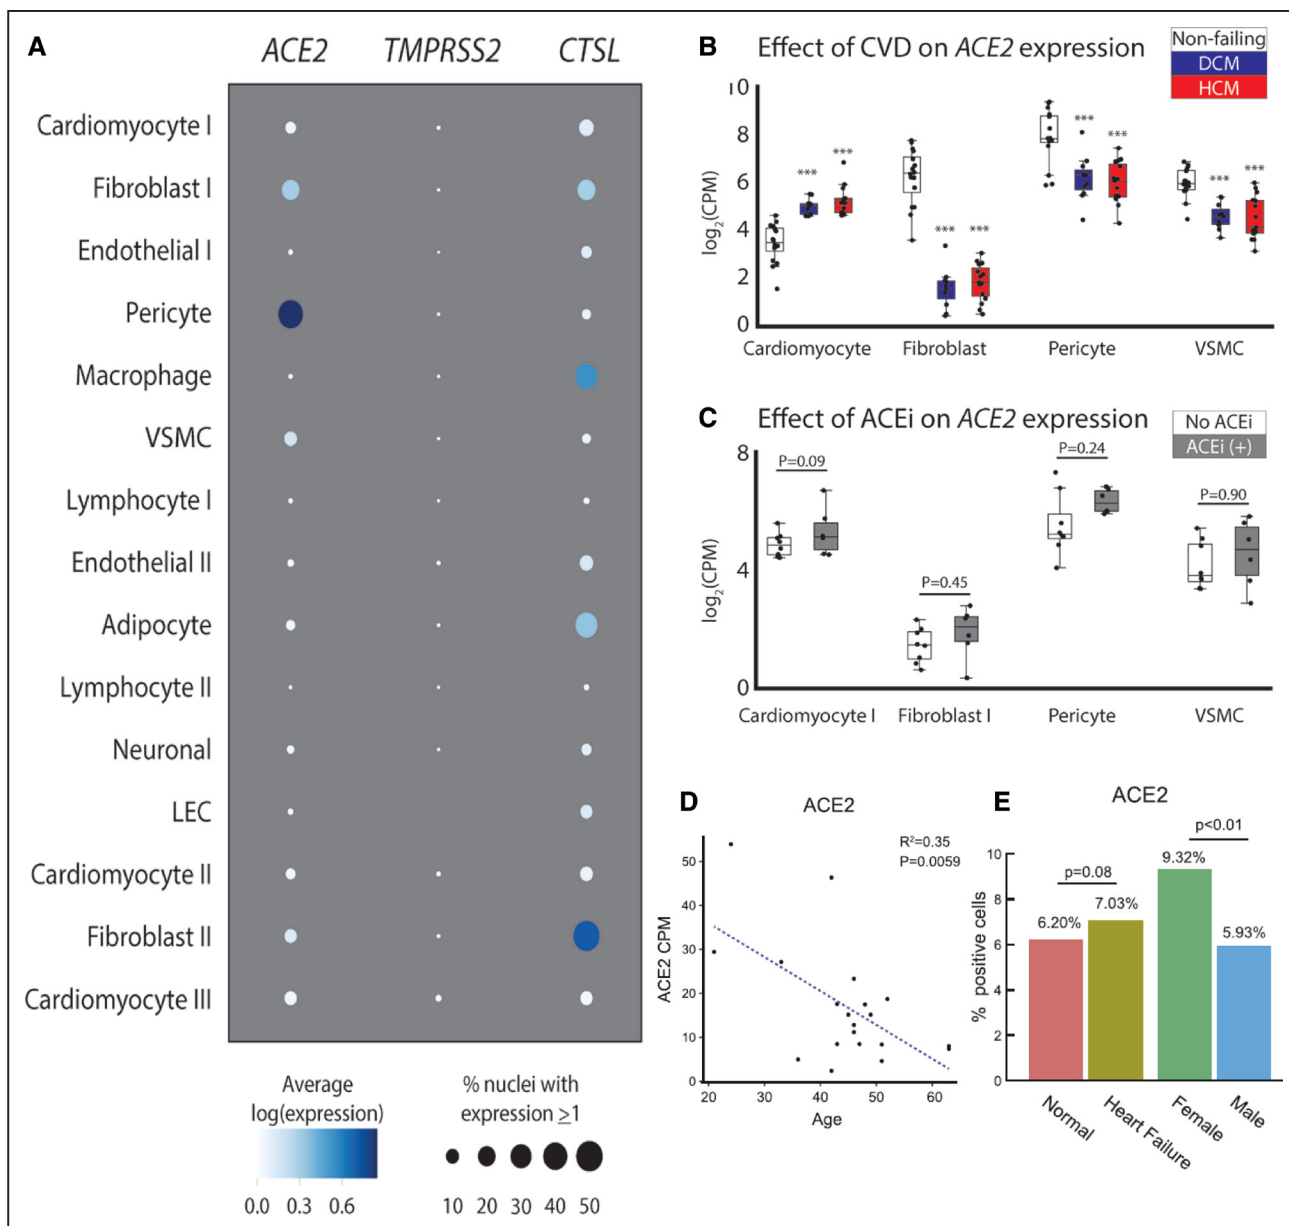 A
ACE2 TMPRSS2 CTSL
Cardiomyocyte I
Fibroblast I
Endothelial I
Pericyte
Macrophage
VSMC
Lymphocyte I
Endothelial II
Adipocyte
Lymphocyte II
Neuronal
LEC
Cardiomyocyte II
Fibroblast II
Cardiomyocyte III
Average
log(expression)
0.0 0.3 0.6
% nuclei with
expression ≥1
10 20 30 40 50
B Effect of CVD on ACE2 expression
Non-failing
DCM
HCM
log2(CPM)
10
8
6
4
2
0
*** ***
*** ***
*** ***
*** ***
Cardiomyocyte Fibroblast Pericyte VSMC
C Effect of ACEi on ACE2 expression
No ACEi
ACEi (+)
log2(CPM)
8
4
0
P=0.09
P=0.45
P=0.24
P=0.90
Cardiomyocyte I Fibroblast I Pericyte VSMC
D
ACE2
R²=0.35
P=0.0059
ACE2 CPM
50
40
30
20
10
0
20 30 40 50 60
Age
E
ACE2
p<0.01
p=0.08
% positive cells
10
8
6
4
2
0
6.20%
7.03%
9.32%
5.93%
Normal
Heart Failure
Female
Male